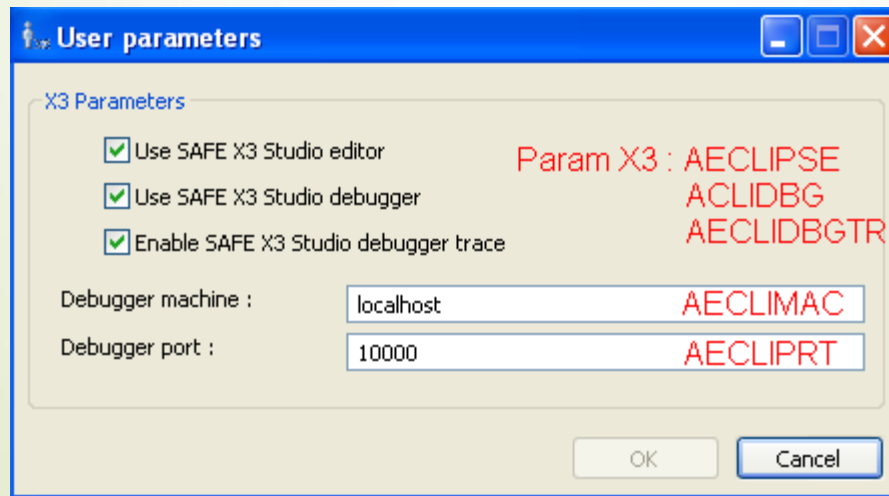 User parameters
X3 Parameters
Use SAFE X3 Studio editor
Param X3 : AECLIPSE
Use SAFE X3 Studio debugger
ACLIDBG
Enable SAFE X3 Studio debugger trace
AECLIDBGTR
Debugger machine :
localhost
AECLIMAC
Debugger port :
10000
AECLIPRT
OK
Cancel